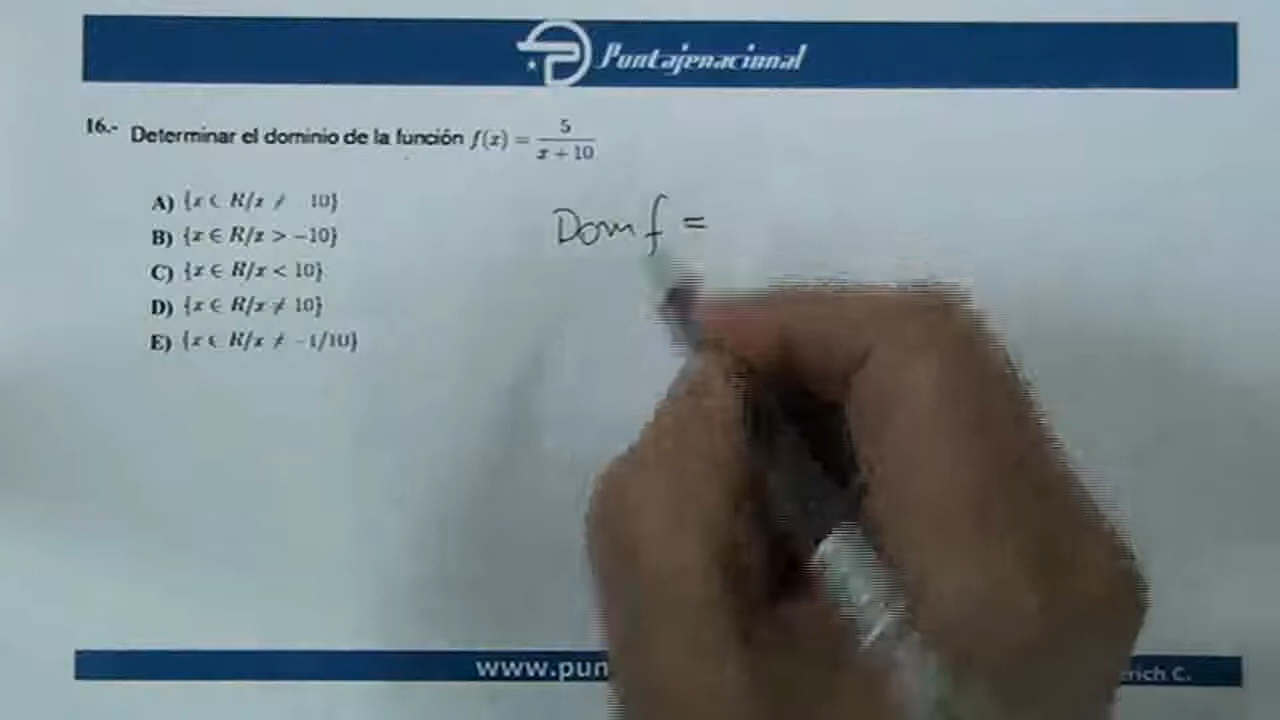 Puntajenacional
16.- Determinar el dominio de la función f(x) = 5 / x + 10
A) {x ∈ R/x ≠ 10}
B) {x ∈ R/x > -10}
C) {x ∈ R/x < 10}
D) {x ∈ R/x ≠ 10}
E) {x ∈ R/x ≠ -1/10}
Dom f =
www.pun
rich C.